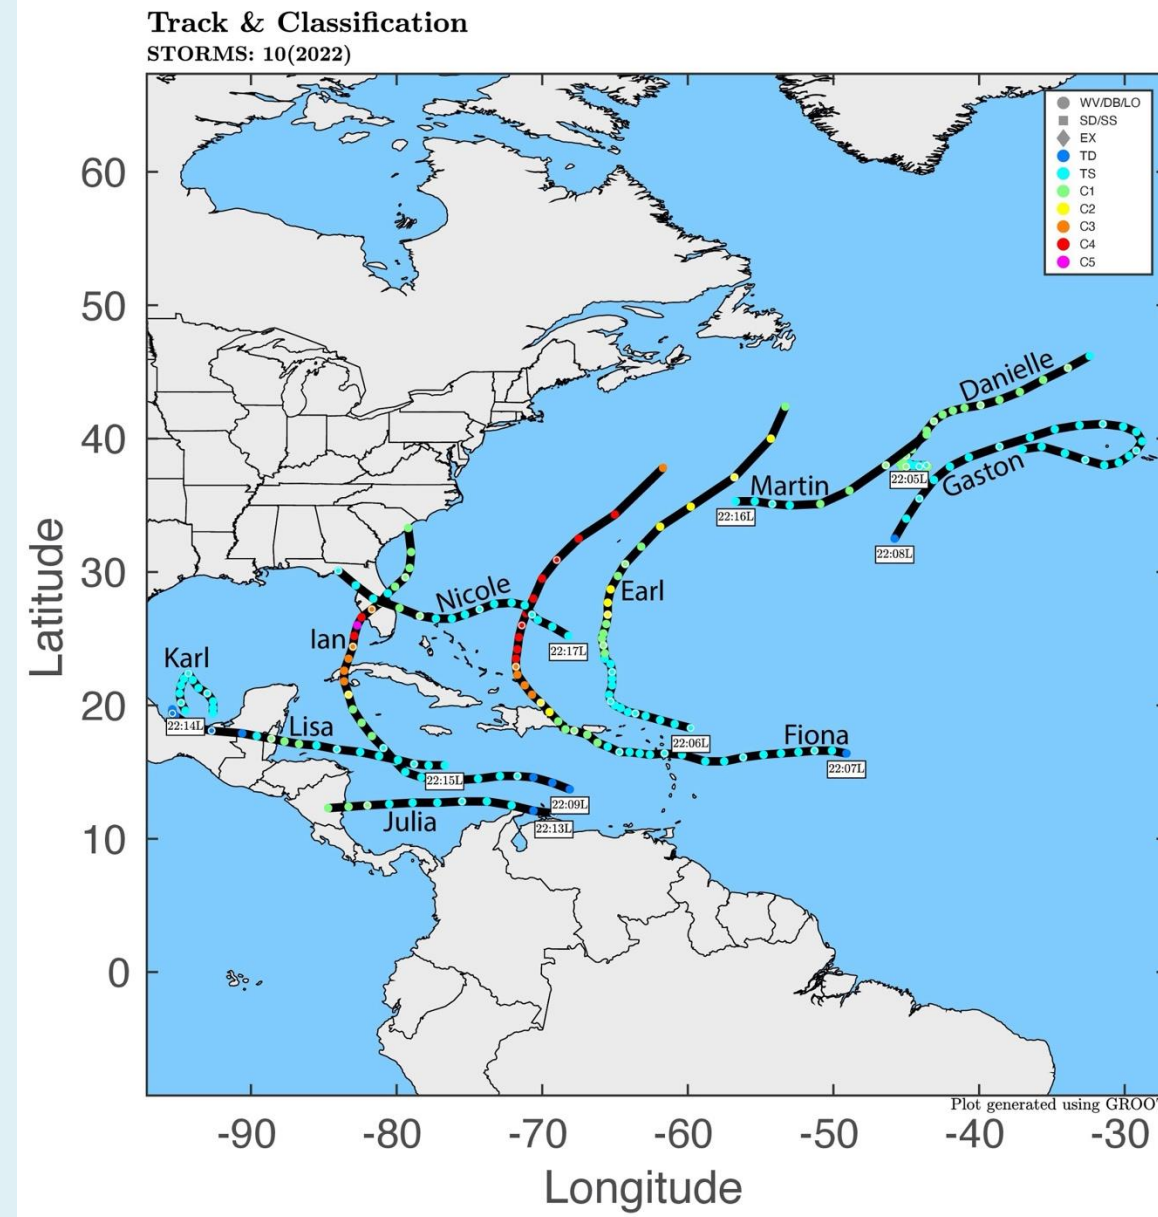 Track & Classification
STORMS: 10(2022)
WV/DB/LO
SD/SS
EX
TD
TS
C1
C2
C3
C4
C5
60
50
40
30
20
10
0
Latitude
Danielle
Gaston
Martin
22:05L
22:16L
22:08L
Nicole
Earl
Ian
22:17L
Karl
22:14L
Lisa
22:06L
Fiona
22:07L
22:15L
22:09L
Julia
22:13L
Plot generated using GROOT
-90
-80
-70
-60
-50
-40
-30
Longitude